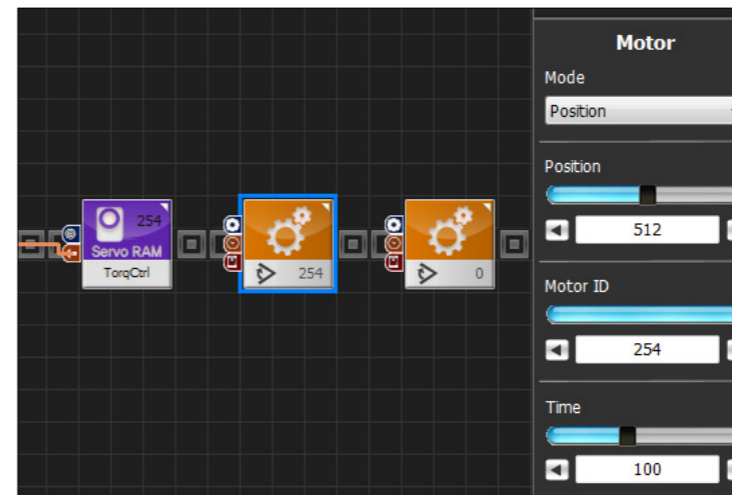 254
Servo RAM
TorqCtrl
254
0
Motor
Mode
Position
Position
512
Motor ID
254
Time
100